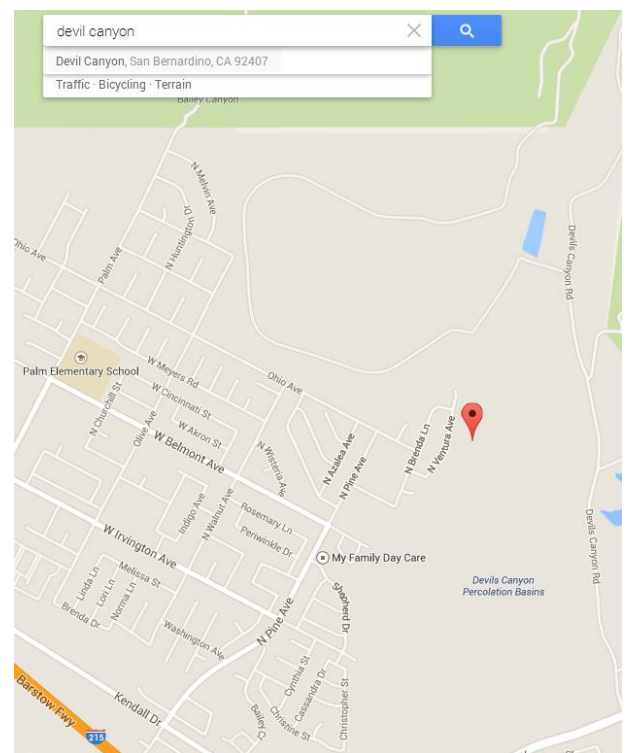 devil canyon
Devil Canyon, San Bernardino, CA 92407
Traffic · Bicycling · Terrain
Bailey Canyon
N Melvin Ave
N Huntington Dr
Palm Ave
Ohio Ave
Devils Canyon Rd
Palm Elementary School
W Meyers Rd
Ohio Ave
W Cincinnati St
N Churchill St
Olive Ave
W Akron St
W Belmont Ave
N Wisteria Ave
N Azalea Ave
N Pine Ave
N Brenda Ln
N Ventura Ave
Indigo Ave
N Walnut Ave
Rosemary Ln
Periwinkle Dr
W Irvington Ave
My Family Day Care
Devils Canyon Rd
Devils Canyon
Percolation Basins
Linda Ln
Lori Ln
Norma Ln
Melissa St
Brenda Dr
Washington Ave
N Pine Ave
Shepherd Dr
Cynthia St
Cassandra Dr
Christopher St
Christine St
Bailey Ct
Kendall Dr
Barstow Fwy
215